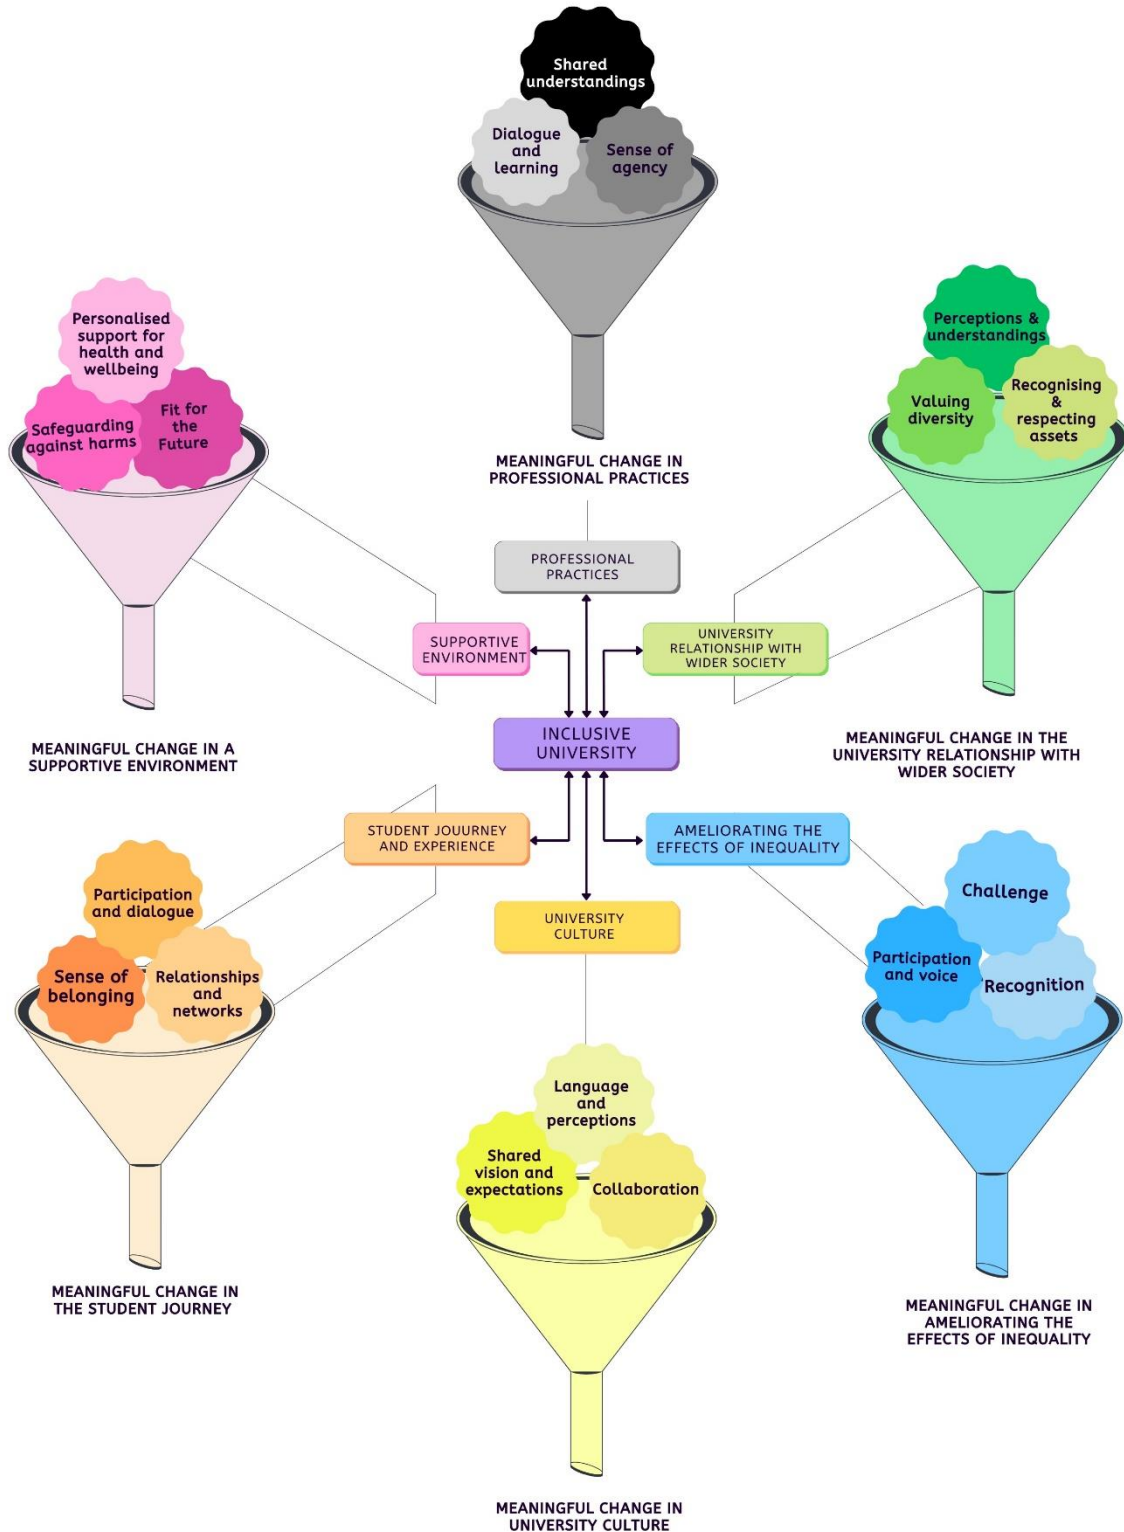 Shared
understandings
Dialogue
and
learning
Sense of
agency
MEANINGFUL CHANGE IN
PROFESSIONAL PRACTICES
Personalised
support for
health and
wellbeing
Safeguarding
against harms
Fit for
the
Future
MEANINGFUL CHANGE IN A
SUPPORTIVE ENVIRONMENT
Perceptions &
understandings
Valuing
diversity
Recognising
&
respecting
assets
MEANINGFUL CHANGE IN THE
UNIVERSITY RELATIONSHIP WITH
WIDER SOCIETY
PROFESSIONAL
PRACTICES
SUPPORTIVE
ENVIRONMENT
UNIVERSITY
RELATIONSHIP WITH
WIDER SOCIETY
INCLUSIVE
UNIVERSITY
STUDENT JOUURNEY
AND EXPERIENCE
AMELIORATING THE
EFFECTS OF INEQUALITY
UNIVERSITY
CULTURE
Participation
and dialogue
Sense of
belonging
Relationships
and
networks
MEANINGFUL CHANGE IN
THE STUDENT JOURNEY
Challenge
Participation
and voice
Recognition
MEANINGFUL CHANGE IN
AMELIORATING THE
EFFECTS OF INEQUALITY
Language
and
perceptions
Shared
vision and
expectations
Collaboration
MEANINGFUL CHANGE IN
UNIVERSITY CULTURE